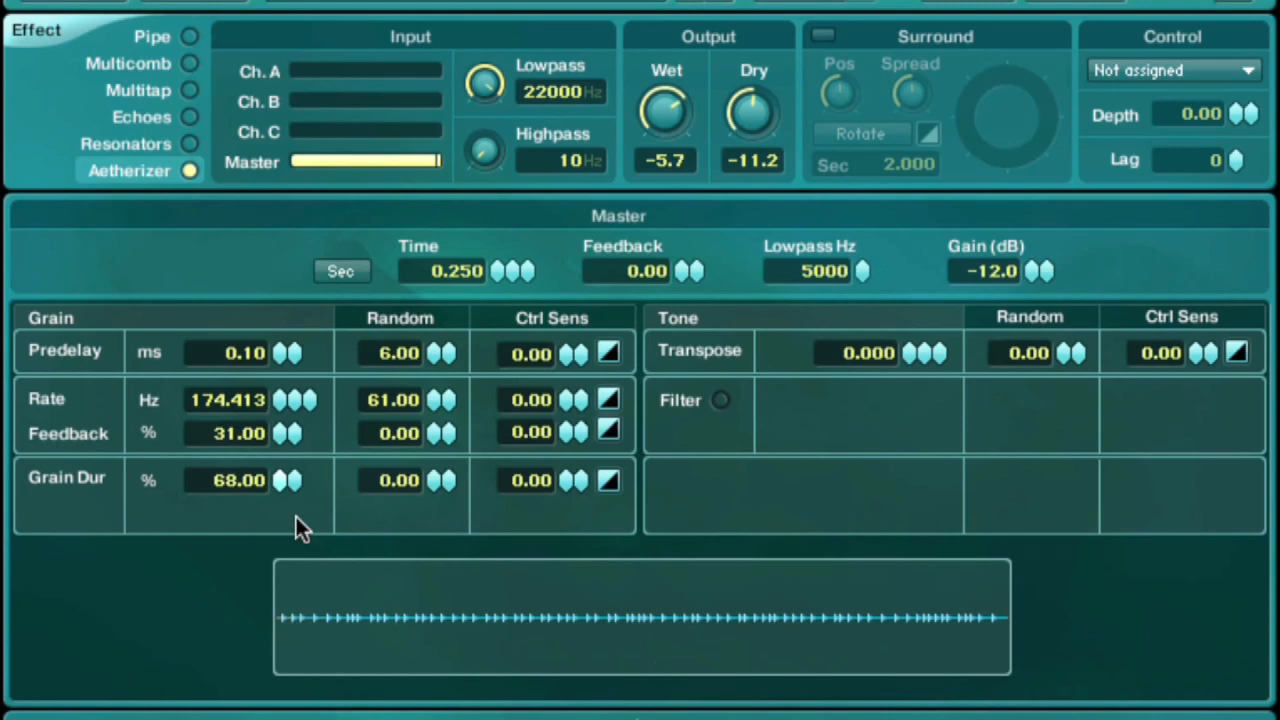 Effect
Pipe
Multicomb
Multitap
Echoes
Resonators
Aetherizer
Input
Ch. A
Ch. B
Ch. C
Master
Lowpass
22000 Hz
Highpass
10 Hz
Output
Wet Dry
-5.7 -11.2
Surround
Pos Spread
Rotate
Sec 2.000
Control
Not assigned
Depth 0.00
Lag 0
Master
Time Feedback Lowpass Hz Gain (dB)
Sec 0.250 0.00 5000 -12.0
Grain Random Ctrl Sens
Predelay ms 0.10 6.00 0.00
Rate Hz 174.413 61.00 0.00
Feedback % 31.00 0.00 0.00
Grain Dur % 68.00 0.00 0.00
Tone Random Ctrl Sens
Transpose 0.000 0.00 0.00
Filter